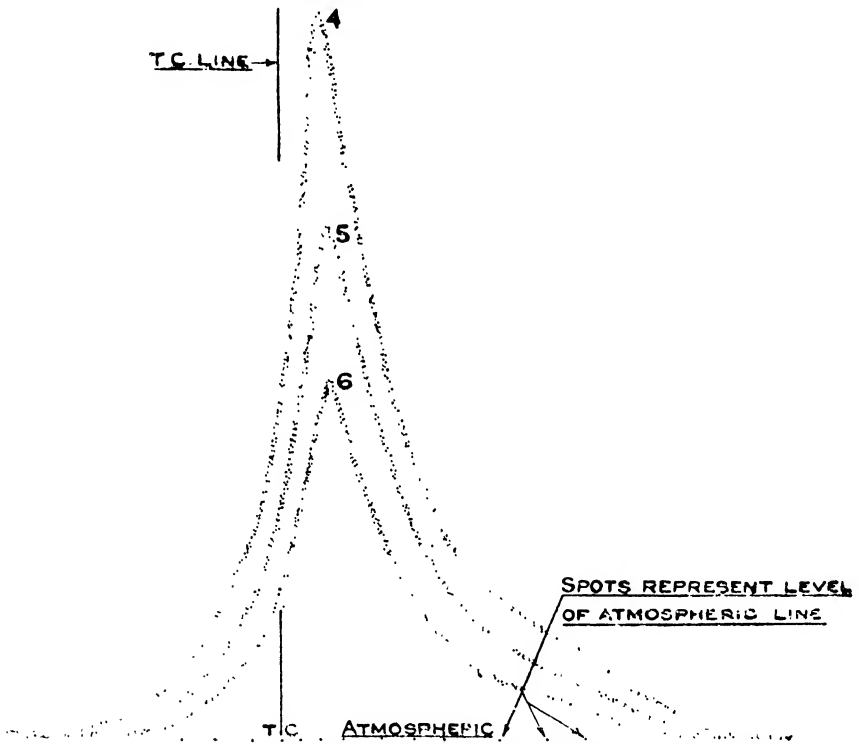 4
T.C. LINE
5
6
SPOTS REPRESENT LEVEL
OF ATMOSPHERIC LINE
T.C. ATMOSPHERIC